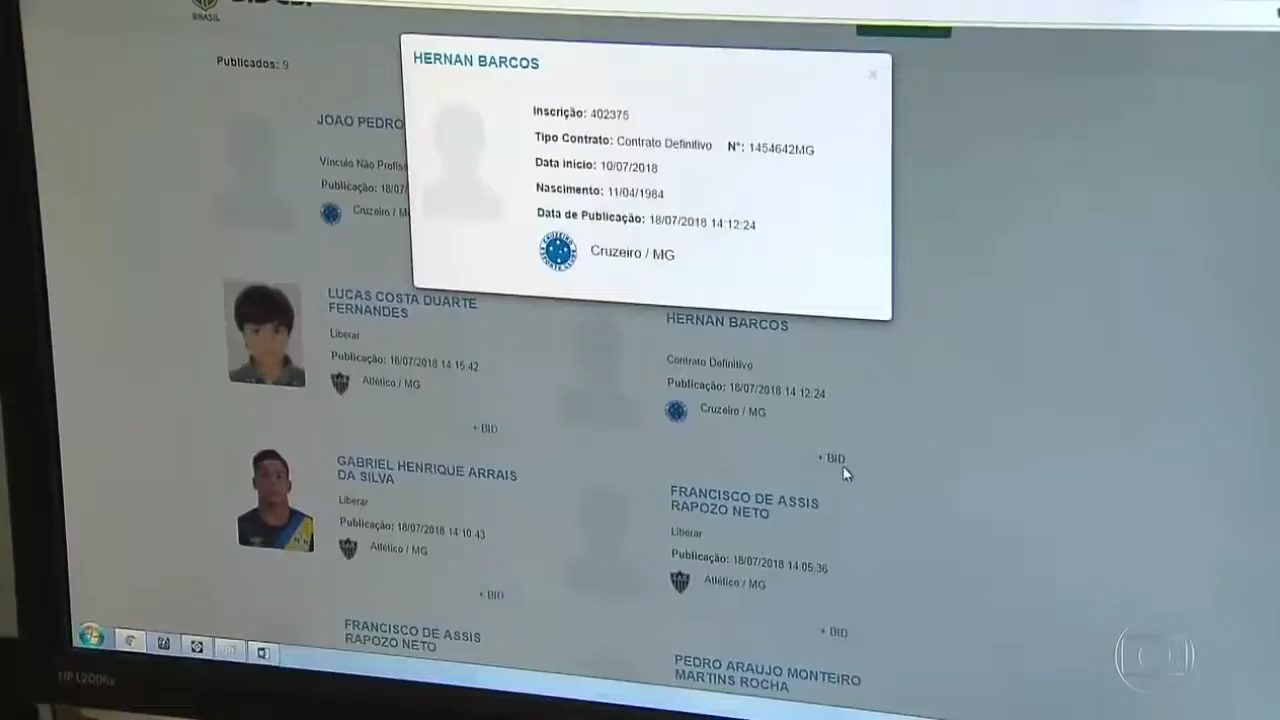 BRASIL
Publicados: 9
HERNAN BARCOS
Inscrição: 402375
Tipo Contrato: Contrato Definitivo Nº: 1454642MG
Data início: 10/07/2018
Nascimento: 11/04/1984
Data de Publicação: 18/07/2018 14:12:24
Cruzeiro / MG
JOAO PEDRO
Vínculo Não Profis
Publicação: 18/07/
Cruzeiro / M
LUCAS COSTA DUARTE
FERNANDES
Liberar
Publicação: 18/07/2018 14:15:42
Atlético / MG
+ BID
HERNAN BARCOS
Contrato Definitivo
Publicação: 18/07/2018 14:12:24
Cruzeiro / MG
+ BID
GABRIEL HENRIQUE ARRAIS
DA SILVA
Liberar
Publicação: 18/07/2018 14:10:43
Atlético / MG
+ BID
FRANCISCO DE ASSIS
RAPOZO NETO
Liberar
Publicação: 18/07/2018 14:05:36
Atlético / MG
+ BID
FRANCISCO DE ASSIS
RAPOZO NETO
PEDRO ARAUJO MONTEIRO
MARTINS ROCHA